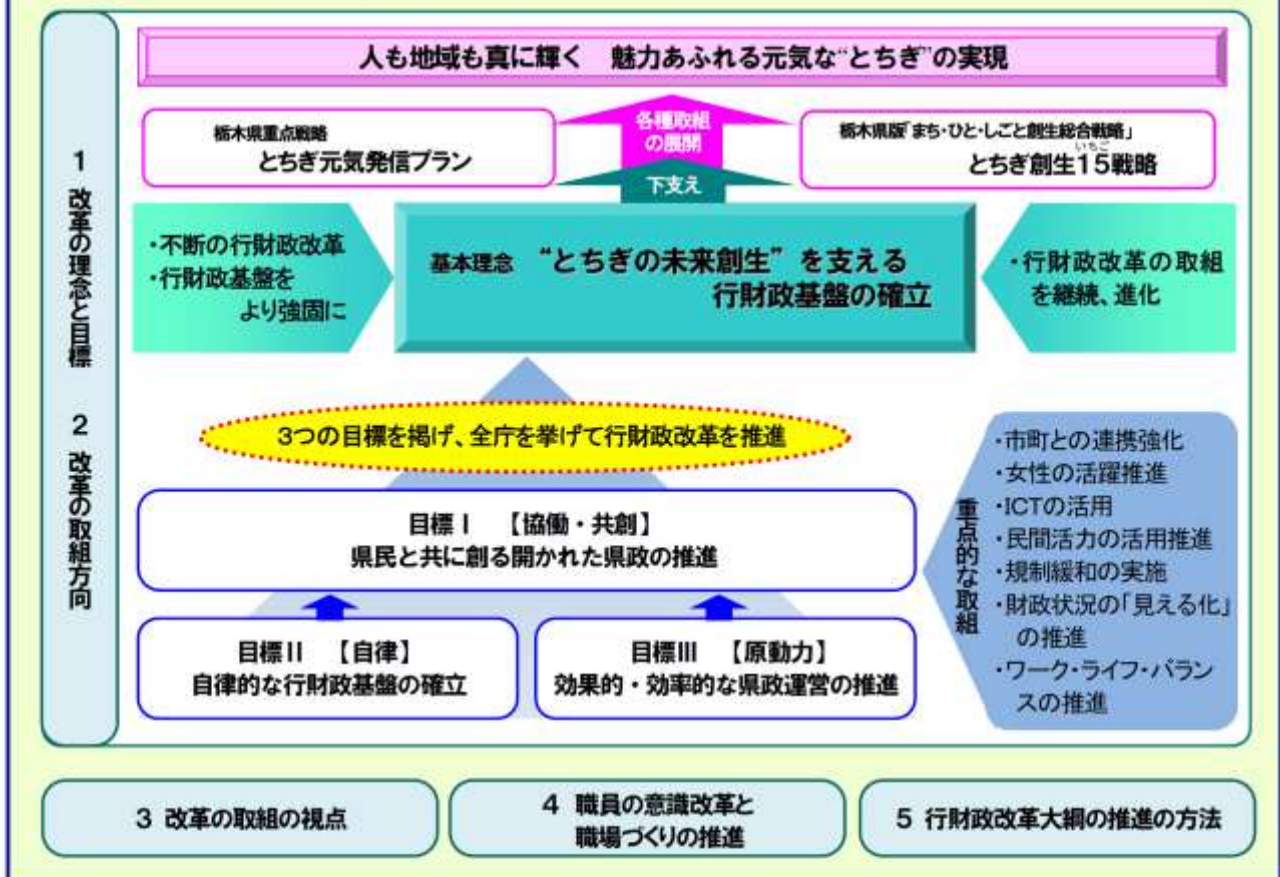 人も地域も真に輝く　魅力あふれる元気な“とちぎ”の実現
栃木県重点戦略
とちぎ元気発信プラン
各種取組
の展開
下支え
栃木県版「まち・ひと・しごと創生総合戦略」
いちご
とちぎ創生15戦略
1　改革の理念と目標
・不断の行財政改革
・行財政基盤を
より強固に
基本理念　“とちぎの未来創生”を支える
行財政基盤の確立
・行財政改革の取組
を継続、進化
2　改革の取組方向
3つの目標を掲げ、全庁を挙げて行財政改革を推進
目標Ⅰ　【協働・共創】
県民と共に創る開かれた県政の推進
目標Ⅱ　【自律】
自律的な行財政基盤の確立
目標Ⅲ　【原動力】
効果的・効率的な県政運営の推進
重点的な取組
・市町との連携強化
・女性の活躍推進
・ICTの活用
・民間活力の活用推進
・規制緩和の実施
・財政状況の「見える化」
の推進
・ワーク・ライフ・バラン
スの推進
3 改革の取組の視点
4 職員の意識改革と
職場づくりの推進
5 行財政改革大綱の推進の方法